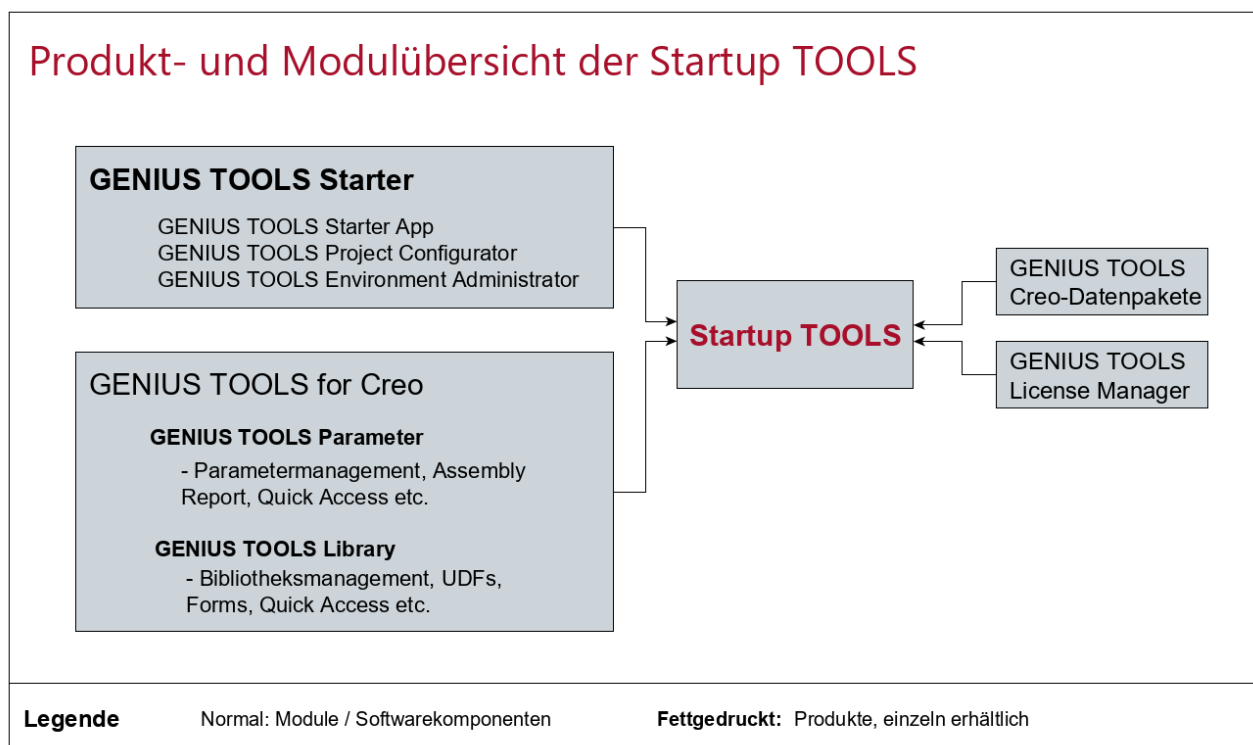 Produkt- und Modulübersicht der Startup TOOLS
GENIUS TOOLS Starter
GENIUS TOOLS Starter App
GENIUS TOOLS Project Configurator
GENIUS TOOLS Environment Administrator
GENIUS TOOLS for Creo
GENIUS TOOLS Parameter
- Parametermanagement, Assembly
Report, Quick Access etc.
GENIUS TOOLS Library
- Bibliotheksmanagement, UDFs,
Forms, Quick Access etc.
Startup TOOLS
GENIUS TOOLS
Creo-Datenpakete
GENIUS TOOLS
License Manager
Legende
Normal: Module / Softwarekomponenten
Fettgedruckt: Produkte, einzeln erhältlich